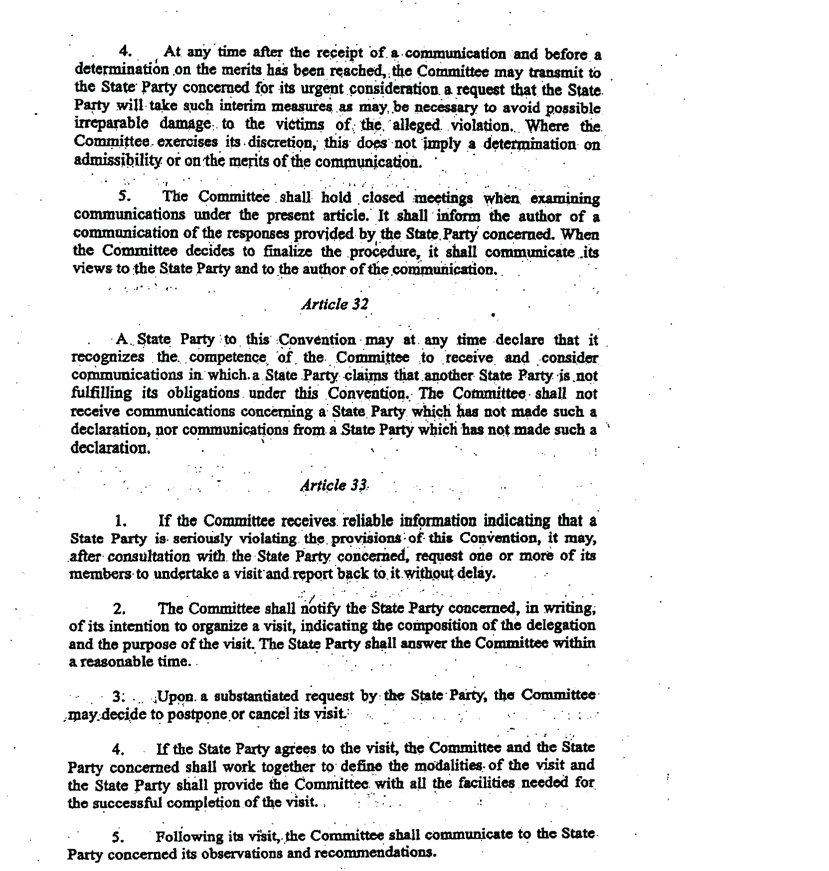 4. At any time after the receipt of a communication and before a
determination on the merits has been reached, the Committee may transmit to
the State Party concerned for its urgent consideration a request that the State
Party will take such interim measures as may be necessary to avoid possible
irreparable damage to the victims of the alleged violation. Where the
Committee exercises its discretion, this does not imply a determination on
admissibility or on the merits of the communication.
5. The Committee shall hold closed meetings when examining
communications under the present article. It shall inform the author of a
communication of the responses provided by the State Party concerned. When
the Committee decides to finalize the procedure, it shall communicate its
views to the State Party and to the author of the communication.
Article 32
A State Party to this Convention may at any time declare that it
recognizes the competence of the Committee to receive and consider
communications in which a State Party claims that another State Party is not
fulfilling its obligations under this Convention. The Committee shall not
receive communications concerning a State Party which has not made such a
declaration, nor communications from a State Party which has not made such a
declaration.
Article 33
1. If the Committee receives reliable information indicating that a
State Party is seriously violating the provisions of this Convention, it may,
after consultation with the State Party concerned, request one or more of its
members to undertake a visit and report back to it without delay.
2. The Committee shall notify the State Party concerned, in writing,
of its intention to organize a visit, indicating the composition of the delegation
and the purpose of the visit. The State Party shall answer the Committee within
a reasonable time.
3. Upon a substantiated request by the State Party, the Committee
may decide to postpone or cancel its visit.
4. If the State Party agrees to the visit, the Committee and the State
Party concerned shall work together to define the modalities of the visit and
the State Party shall provide the Committee with all the facilities needed for
the successful completion of the visit.
5. Following its visit, the Committee shall communicate to the State
Party concerned its observations and recommendations.